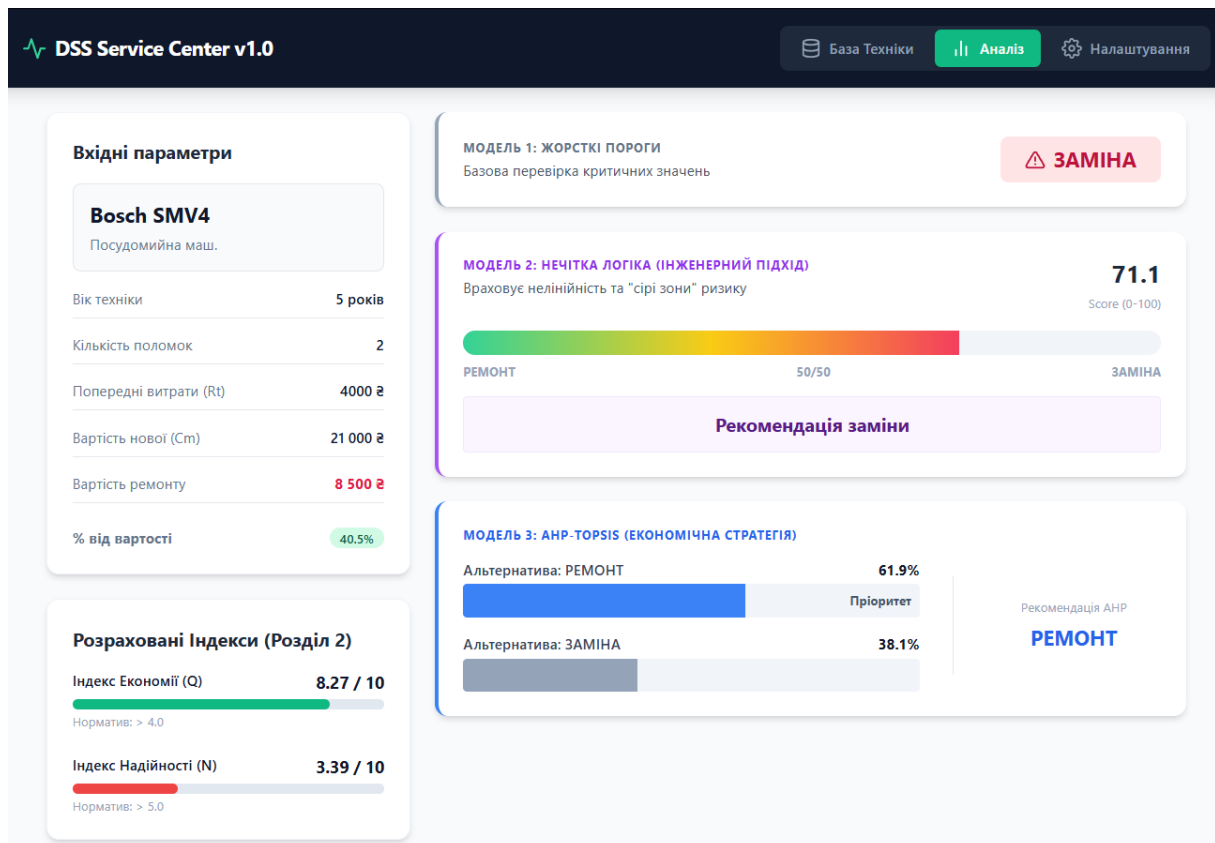 DSS Service Center v1.0
База Техніки
Аналіз
Налаштування
Вхідні параметри
Bosch SMV4
Посудомийна маш.
Вік техніки 5 років
Кількість поломок 2
Попередні витрати (Rt) 4000 ₴
Вартість нової (Cm) 21 000 ₴
Вартість ремонту 8 500 ₴
% від вартості 40.5%
Розраховані Індекси (Розділ 2)
Індекс Економії (Q) 8.27 / 10
Норматив: > 4.0
Індекс Надійності (N) 3.39 / 10
Норматив: > 5.0
МОДЕЛЬ 1: ЖОРСТКІ ПОРОГИ
Базова перевірка критичних значень
ЗАМІНА
МОДЕЛЬ 2: НЕЧІТКА ЛОГІКА (ІНЖЕНЕРНИЙ ПІДХІД)
Враховує нелінійність та "сірі зони" ризику
71.1
Score (0-100)
РЕМОНТ 50/50 ЗАМІНА
Рекомендація заміни
МОДЕЛЬ 3: AHP-TOPSIS (ЕКОНОМІЧНА СТРАТЕГІЯ)
Альтернатива: РЕМОНТ 61.9%
Пріоритет
Альтернатива: ЗАМІНА 38.1%
Рекомендація AHP
РЕМОНТ